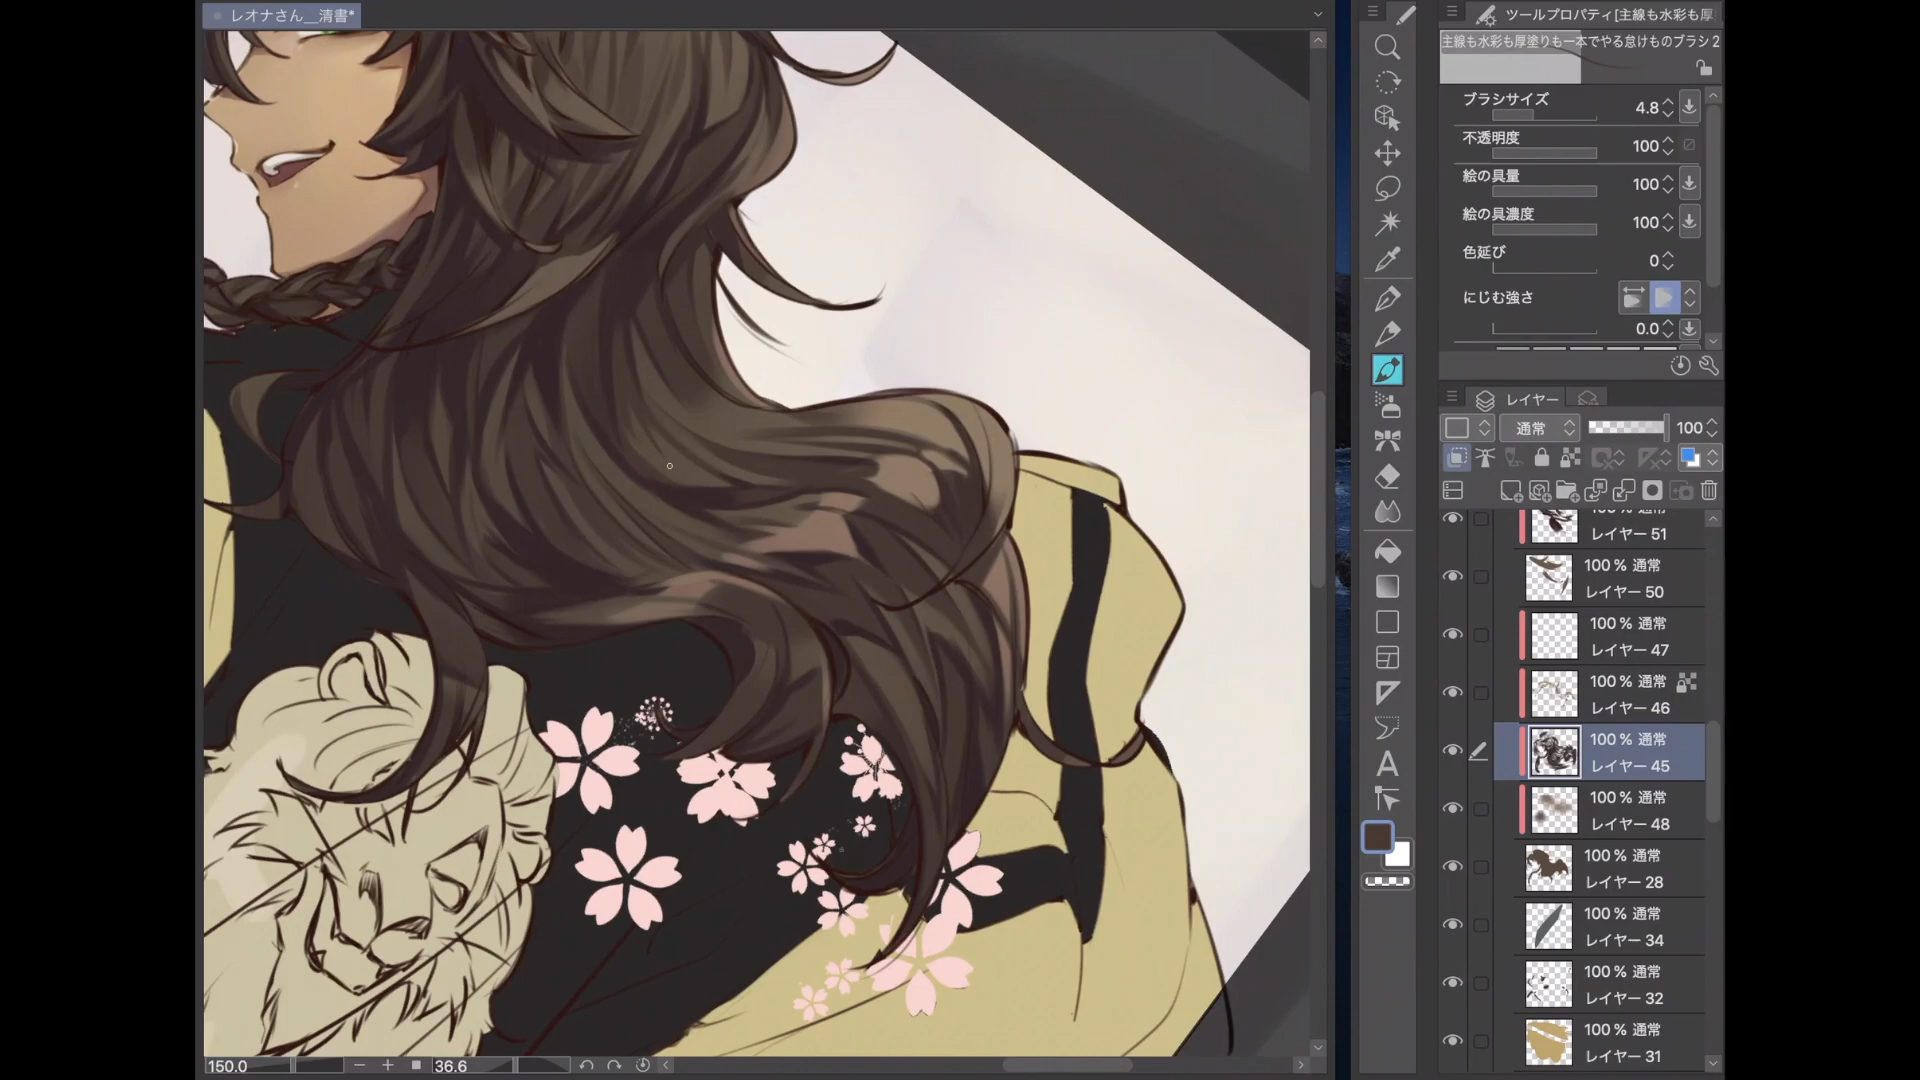 レオナさん__清書*
ツールプロパティ[主線も水彩も厚
主線も水彩も厚塗りも一本でやる怠けものブラシ 2
ブラシサイズ 4.8
不透明度 100
絵の具量 100
絵の具濃度 100
色延び 0
にじむ強さ
0.0
レイヤー
通常 100
レイヤー 51
100 % 通常
レイヤー 50
100 % 通常
レイヤー 47
100 % 通常
レイヤー 46
100 % 通常
レイヤー 45
100 % 通常
レイヤー 48
100 % 通常
レイヤー 28
100 % 通常
レイヤー 34
100 % 通常
レイヤー 32
100 % 通常
レイヤー 31
150.0
36.6